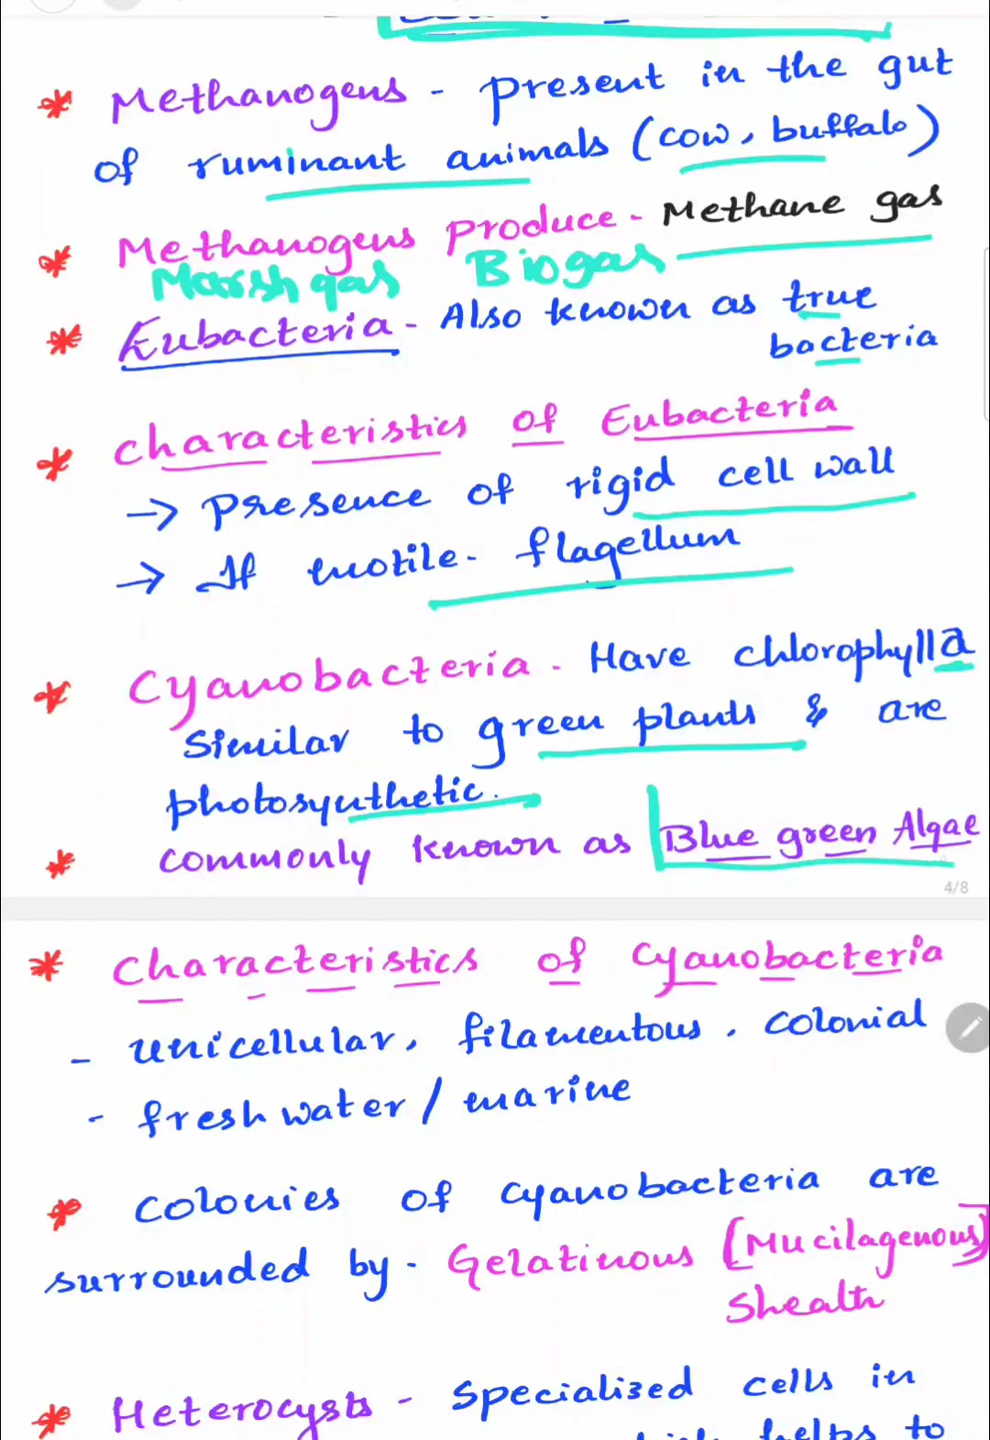 * Methanogens - present in the gut
of ruminant animals (cow, buffalo)
* Methanogens produce - Methane gas
Marsh gas Biogas
* Eubacteria - Also known as true
bacteria
* characteristics of Eubacteria
→ Presence of rigid cell wall
→ If motile - flagellum
* Cyanobacteria - Have chlorophyll a
similar to green plants & are
photosynthetic.
* commonly known as Blue green Algae
4/8
* Characteristics of Cyanobacteria
- unicellular, filamentous, colonial
- fresh water / marine
* colonies of cyanobacteria are
surrounded by - Gelatinous [Mucilagenous]
Sheath
* Heterocysts - specialized cells in
helps to